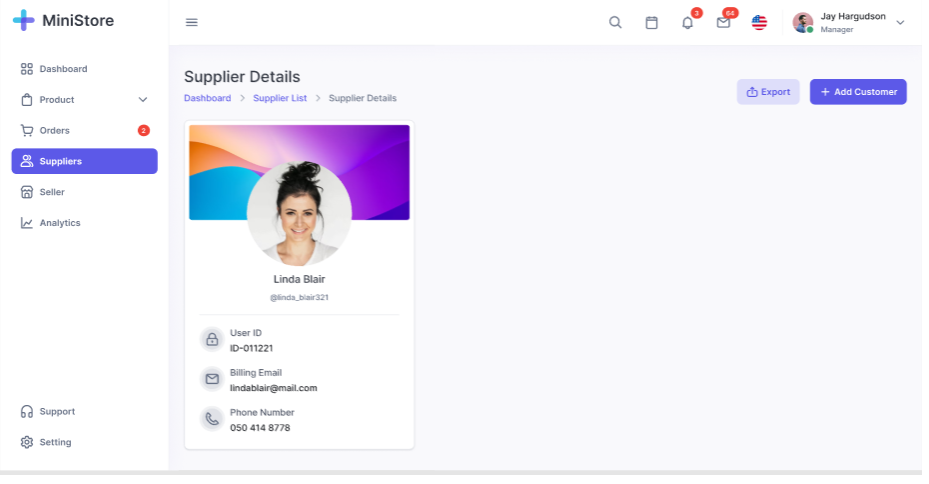 MiniStore
3
64
Jay Hargudson
Manager
Dashboard
Product
Orders
2
Suppliers
Seller
Analytics
Support
Setting
Supplier Details
Dashboard > Supplier List > Supplier Details
Export
+ Add Customer
Linda Blair
@linda_blair321
User ID
ID-011221
Billing Email
lindablair@mail.com
Phone Number
050 414 8778